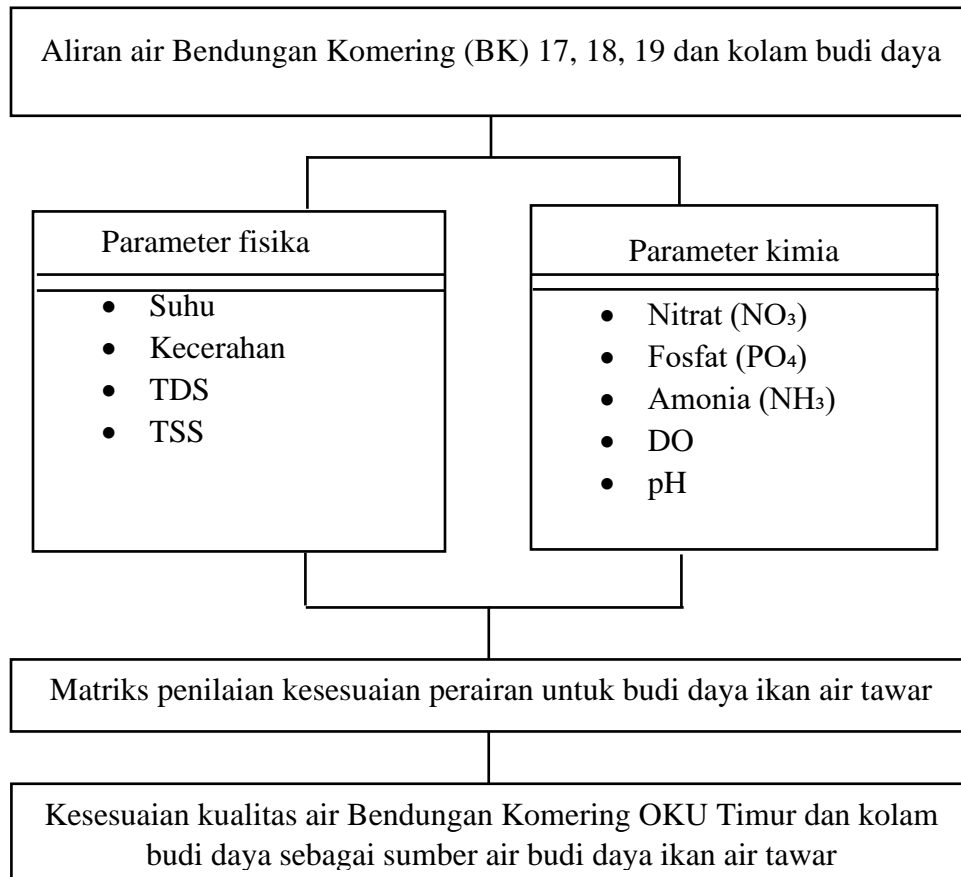 Aliran air Bendungan Komering (BK) 17, 18, 19 dan kolam budi daya
Parameter fisika
• Suhu
• Kecerahan
• TDS
• TSS
Parameter kimia
• Nitrat (NO₃)
• Fosfat (PO₄)
• Amonia (NH₃)
• DO
• pH
Matriks penilaian kesesuaian perairan untuk budi daya ikan air tawar
Kesesuaian kualitas air Bendungan Komering OKU Timur dan kolam
budi daya sebagai sumber air budi daya ikan air tawar